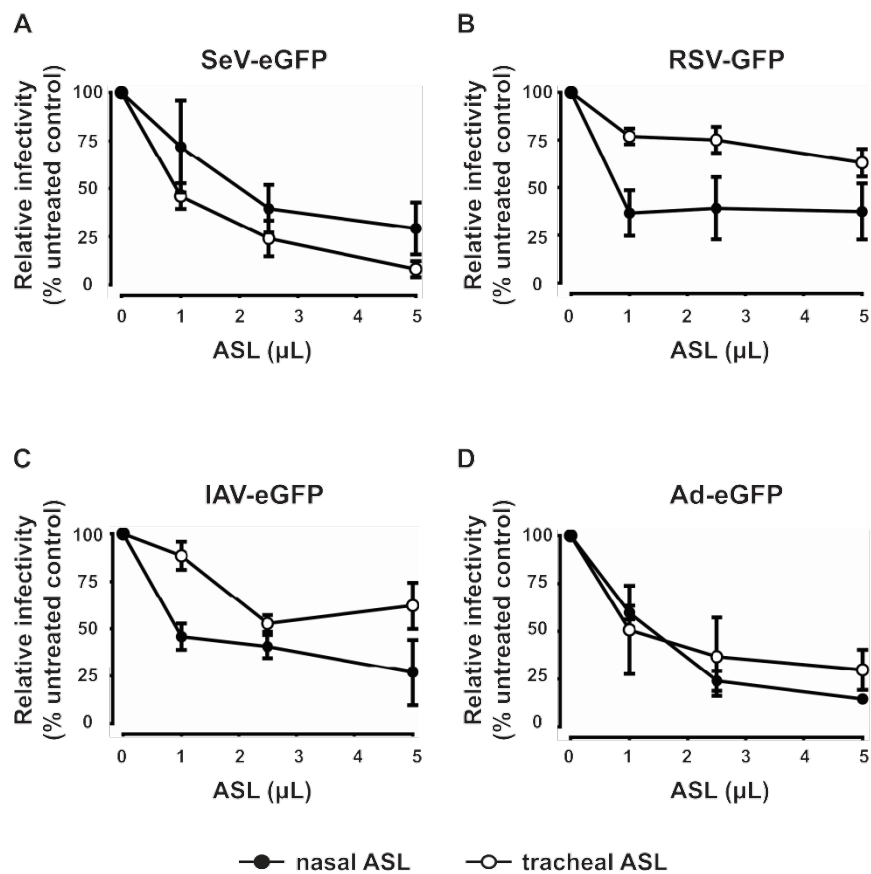 A
SeV-eGFP
Relative infectivity
(% untreated control)
100
75
50
25
0
0 1 2 3 4 5
ASL (µL)
B
RSV-GFP
Relative infectivity
(% untreated control)
100
75
50
25
0
0 1 2 3 4 5
ASL (µL)
C
IAV-eGFP
Relative infectivity
(% untreated control)
100
75
50
25
0
0 1 2 3 4 5
ASL (µL)
D
Ad-eGFP
Relative infectivity
(% untreated control)
100
75
50
25
0
0 1 2 3 4 5
ASL (µL)
nasal ASL tracheal ASL